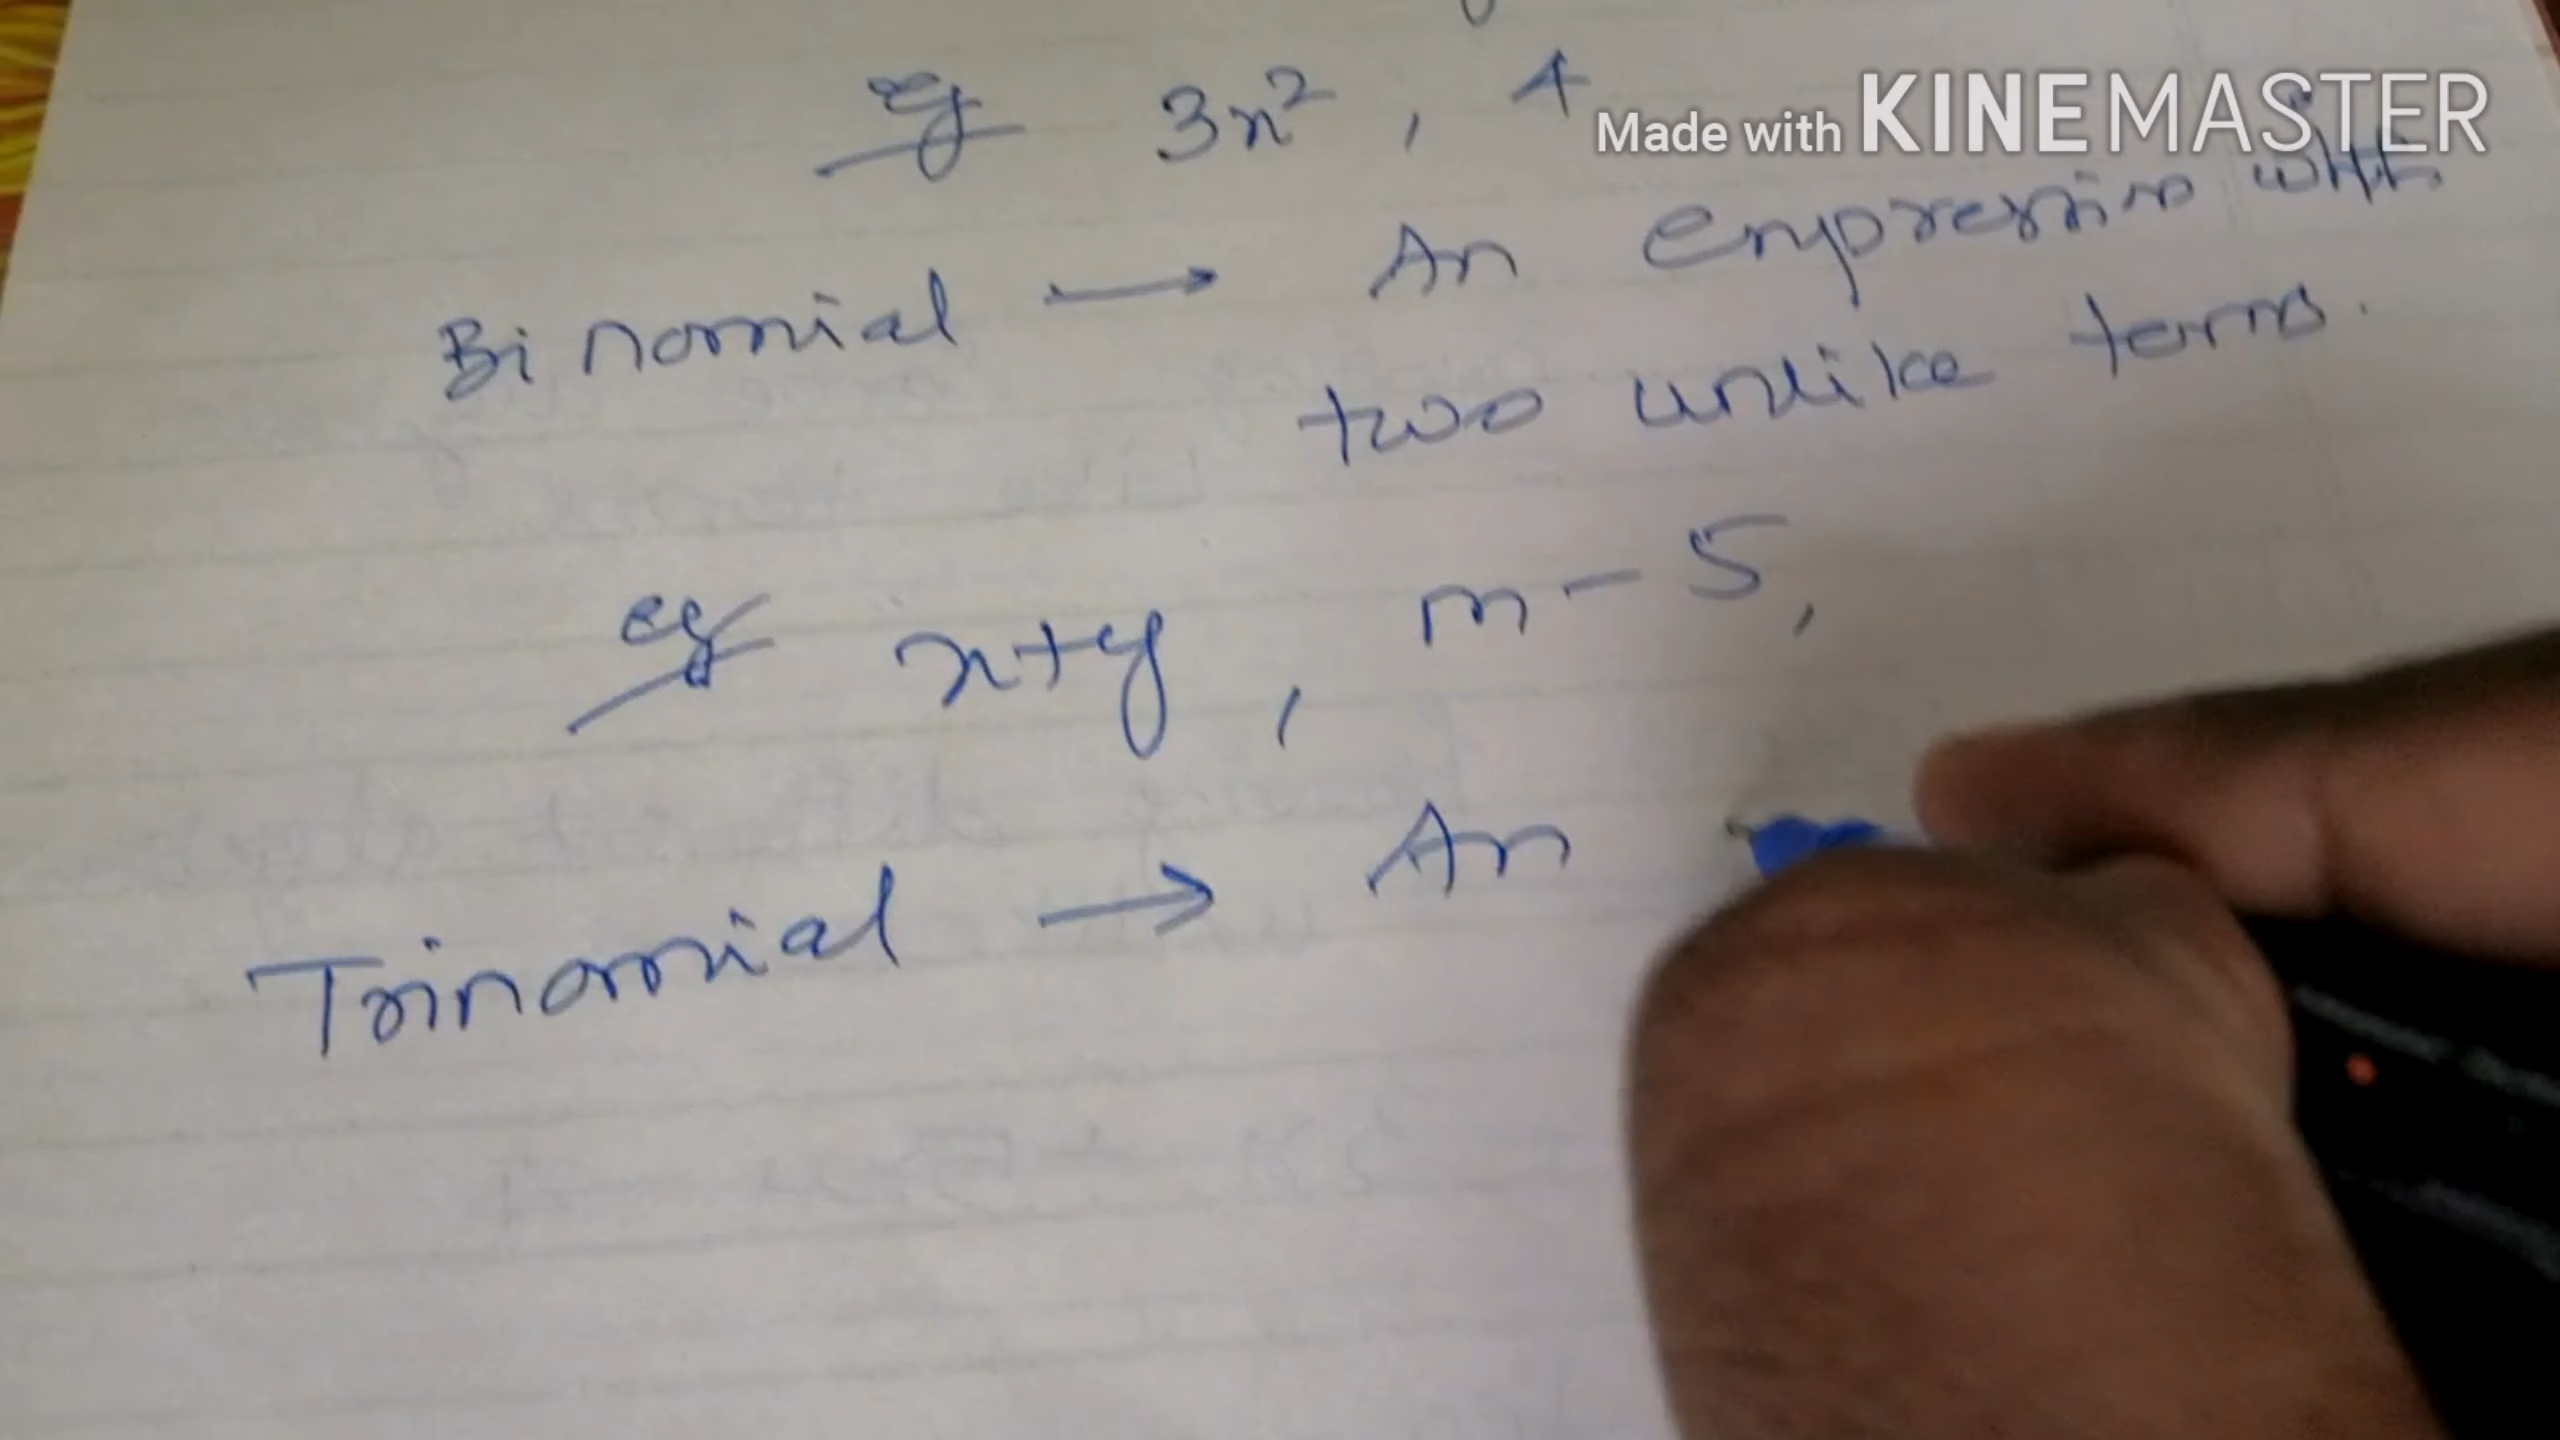 eg 3x², 4
Made with KINEMASTER
Binomial → An expression with
two unlike terms.
eg x+y, m-5,
Trinomial → An